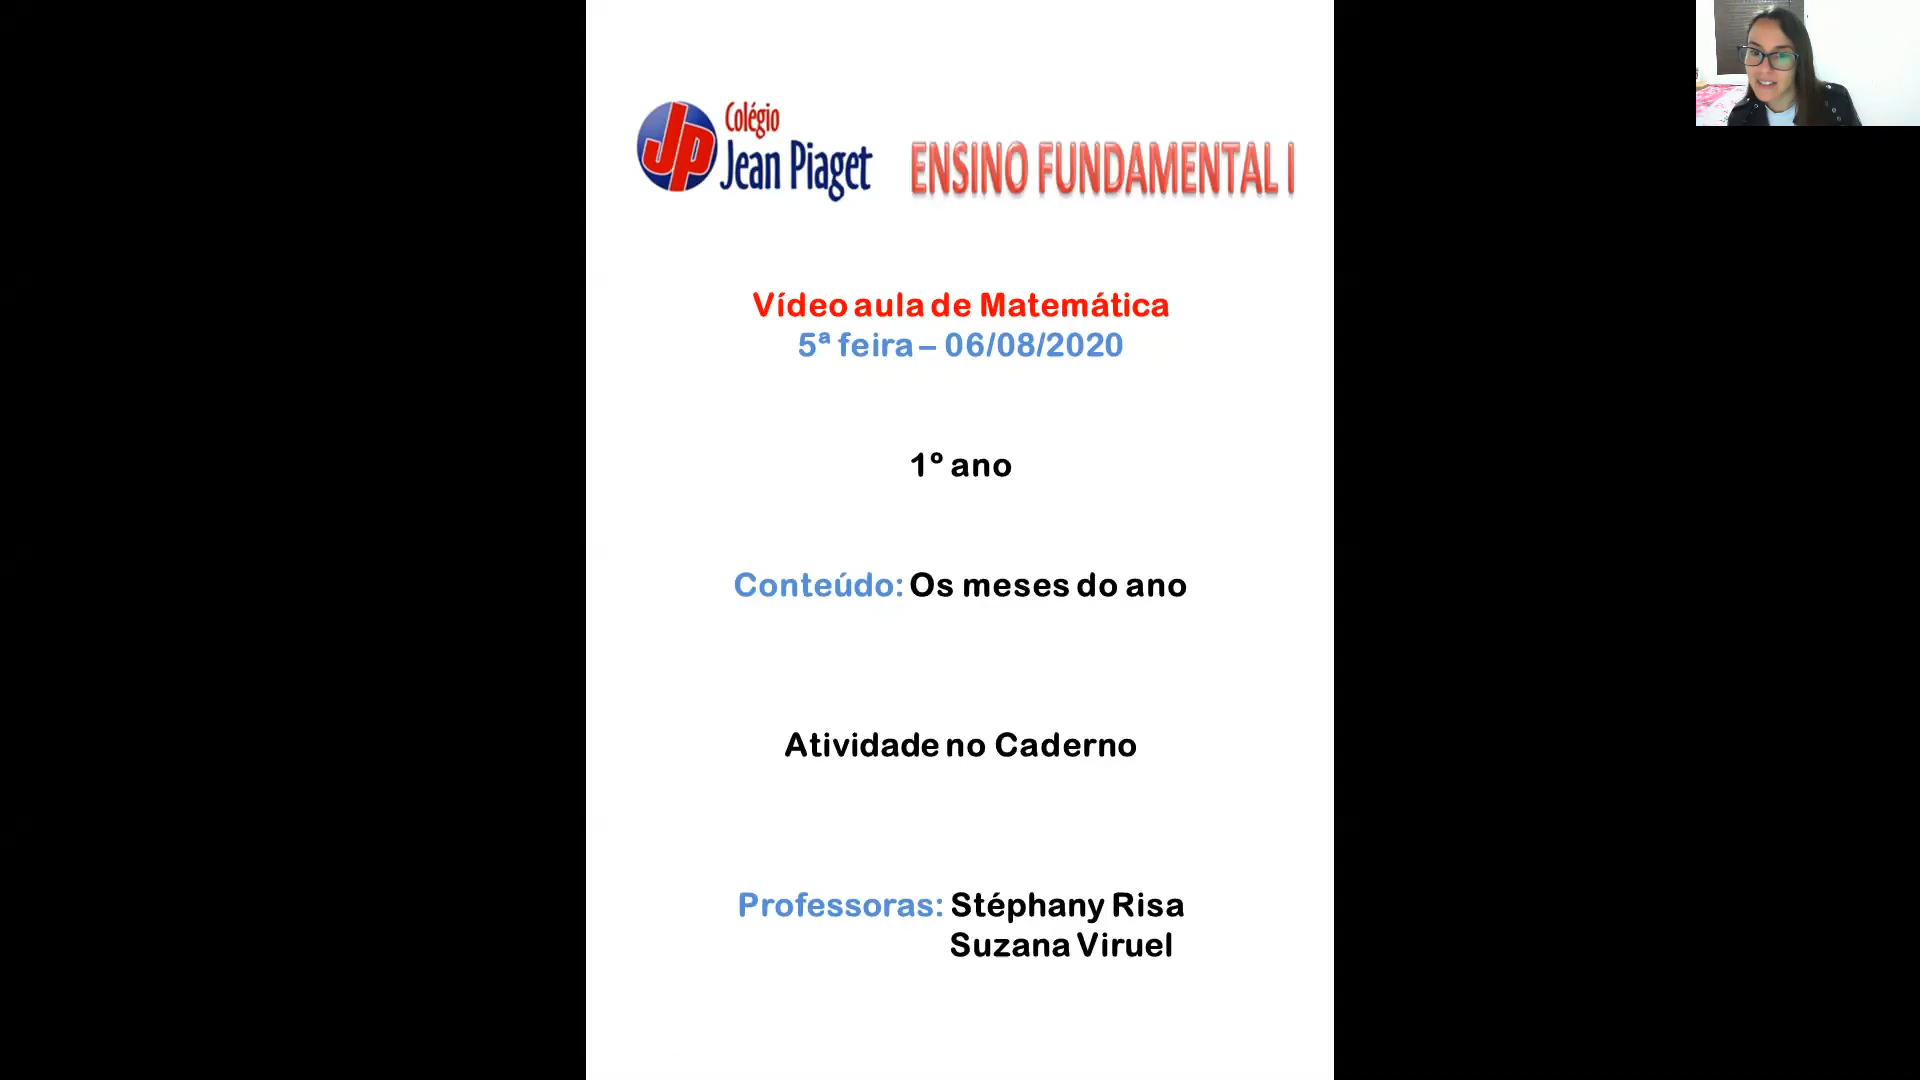 JP Colégio
Jean Piaget
ENSINO FUNDAMENTAL I
Vídeo aula de Matemática
5ª feira – 06/08/2020
1º ano
Conteúdo: Os meses do ano
Atividade no Caderno
Professoras: Stéphany Risa
Suzana Viruel